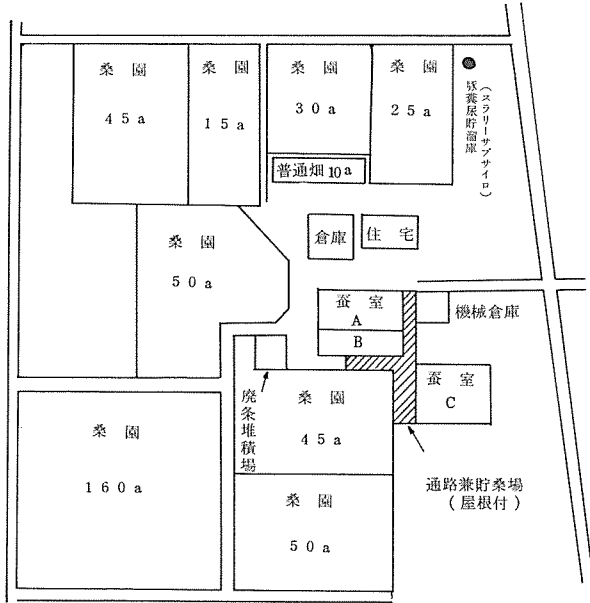 桑園
45a
桑園
15a
桑園
30a
桑園
25a
豚糞尿貯溜庫
(スラリーサブサイロ)
普通畑10a
桑園
50a
倉庫
住宅
蚕室
A
B
機械倉庫
蚕室
C
廃条堆積場
桑園
45a
桑園
160a
通路兼貯桑場
(屋根付)
桑園
50a